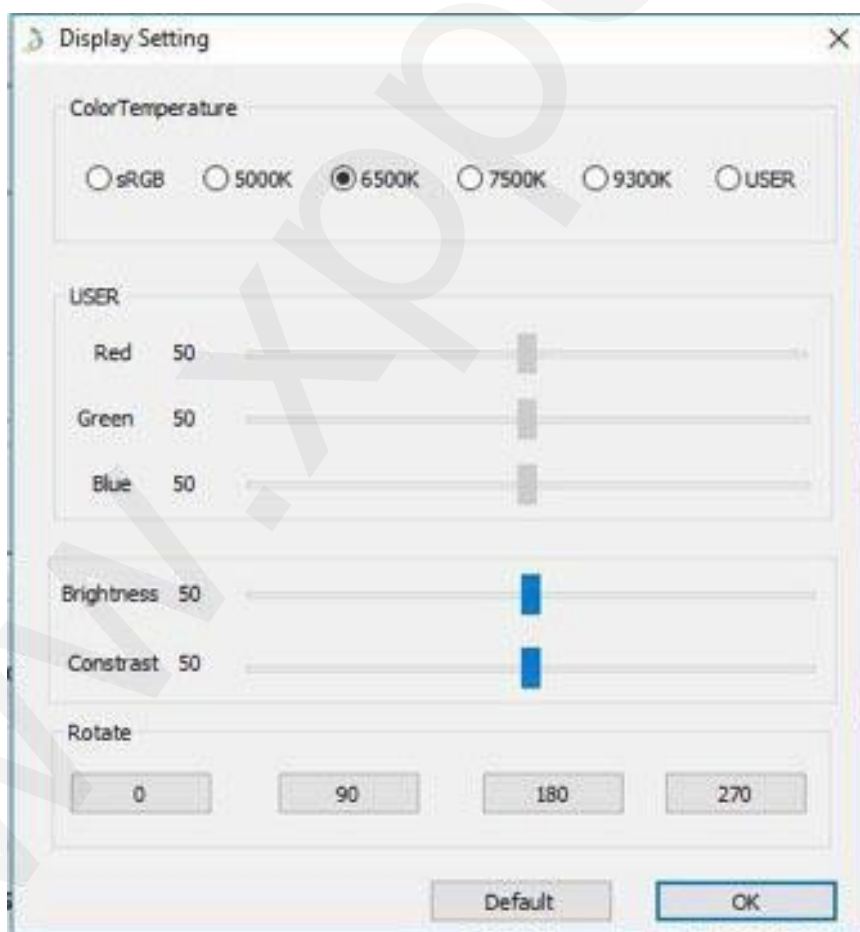 Display Setting
ColorTemperature
sRGB 5000K 6500K 7500K 9300K USER
USER
Red 50
Green 50
Blue 50
Brightness 50
Constrast 50
Rotate
0 90 180 270
Default OK